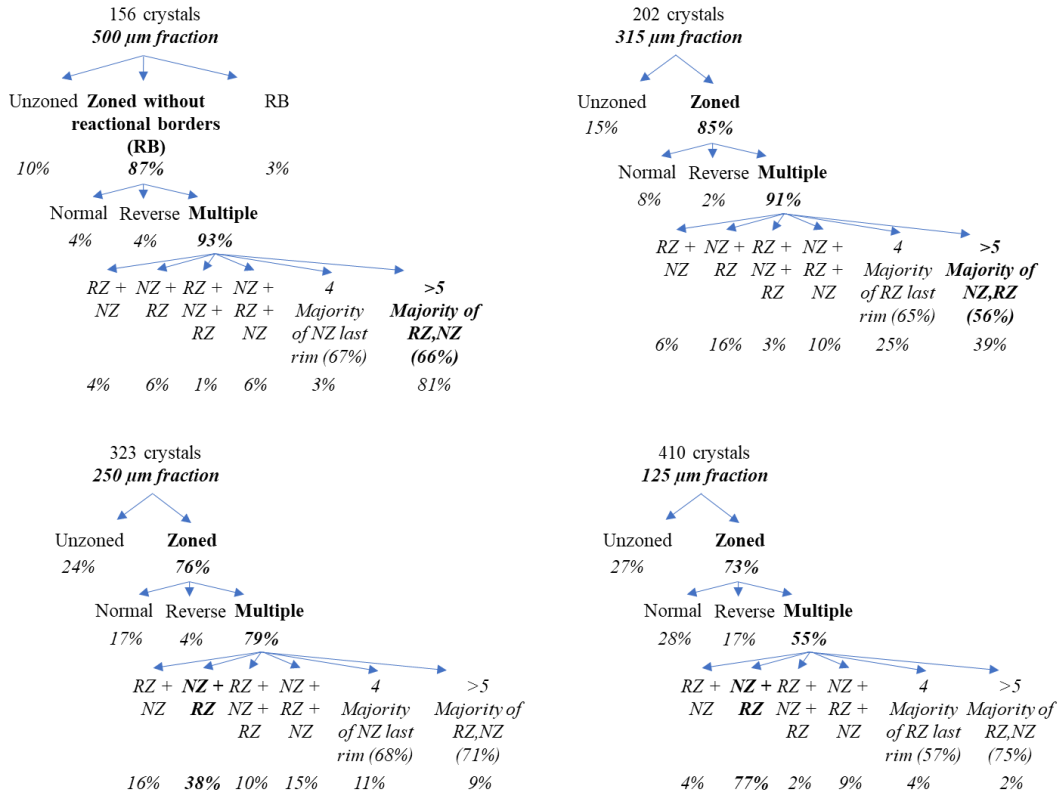 156 crystals
500 µm fraction
Unzoned Zoned without RB
reactional borders
(RB)
10% 87% 3%
Normal Reverse Multiple
4% 4% 93%
RZ + NZ + RZ + NZ + 4 >5
NZ RZ NZ + RZ + Majority Majority of
RZ NZ of NZ last RZ,NZ
rim (67%) (66%)
4% 6% 1% 6% 3% 81%
202 crystals
315 µm fraction
Unzoned Zoned
15% 85%
Normal Reverse Multiple
8% 2% 91%
RZ + NZ + RZ + NZ + 4 >5
NZ RZ NZ + RZ + Majority Majority of
RZ NZ of RZ last NZ,RZ
rim (65%) (56%)
6% 16% 3% 10% 25% 39%
323 crystals
250 µm fraction
Unzoned Zoned
24% 76%
Normal Reverse Multiple
17% 4% 79%
RZ + NZ + RZ + NZ + 4 >5
NZ RZ NZ + RZ + Majority Majority of
RZ NZ of NZ last RZ,NZ
rim (68%) (71%)
16% 38% 10% 15% 11% 9%
410 crystals
125 µm fraction
Unzoned Zoned
27% 73%
Normal Reverse Multiple
28% 17% 55%
RZ + NZ + RZ + NZ + 4 >5
NZ RZ NZ + RZ + Majority Majority of
RZ NZ of RZ last RZ,NZ
rim (57%) (75%)
4% 77% 2% 9% 4% 2%